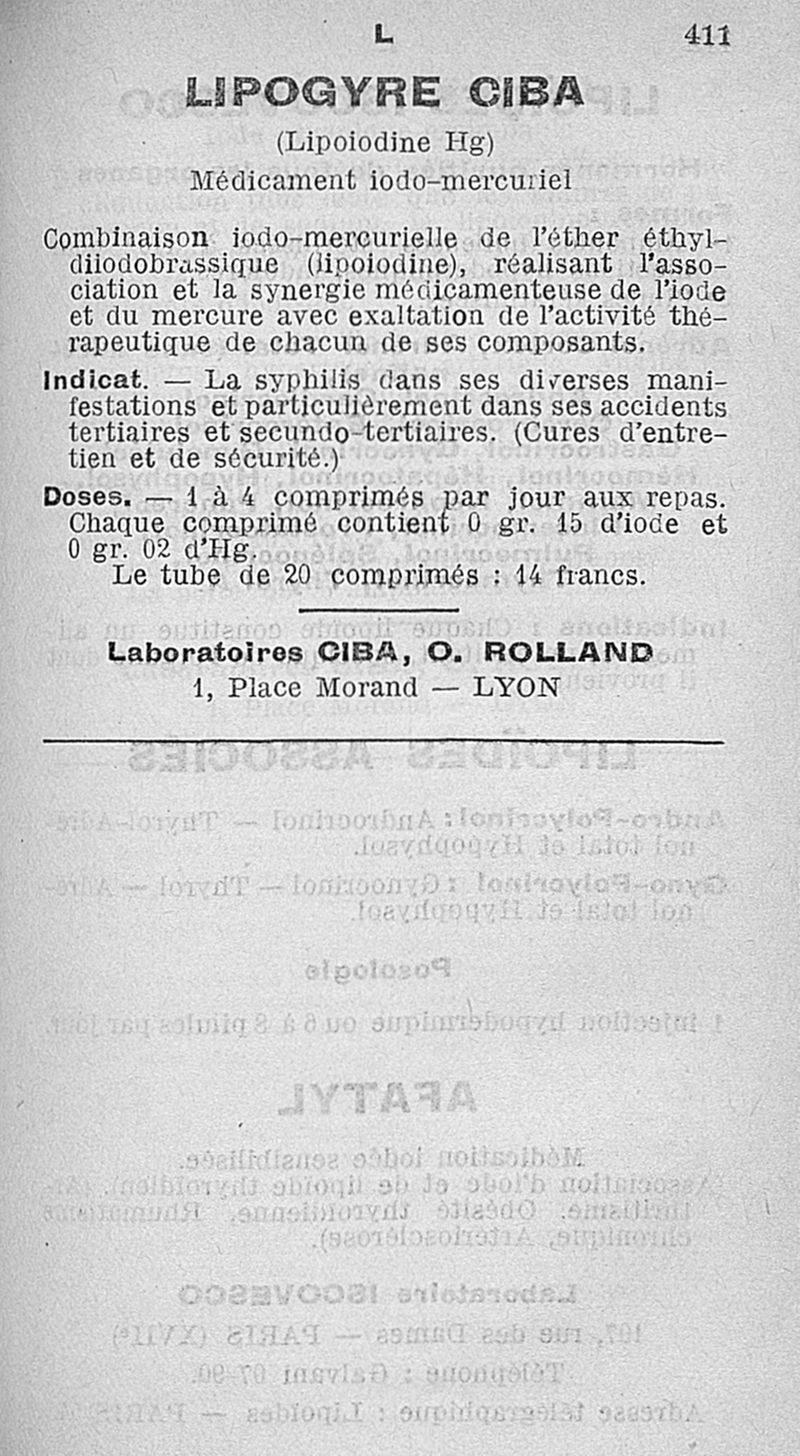 L 411
LIPOGYRE CIBA
(Lipoiodine Hg)
Médicament iodo-mercuriel
Combinaison iodo-mercurielle de l'éther éthyl-
diiodobrassique (lipoiodine), réalisant l'asso-
ciation et la synergie médicamenteuse de l'iode
et du mercure avec exaltation de l'activité thé-
rapeutique de chacun de ses composants.
Indicat. — La syphilis dans ses diverses mani-
festations et particulièrement dans ses accidents
tertiaires et secundo-tertiaires. (Cures d'entre-
tien et de sécurité.)
Doses. — 1 à 4 comprimés par jour aux repas.
Chaque comprimé contient 0 gr. 15 d'iode et
0 gr. 02 d'Hg.
Le tube de 20 comprimés : 14 francs.
Laboratoires CIBA, O. ROLLAND
1, Place Morand — LYON